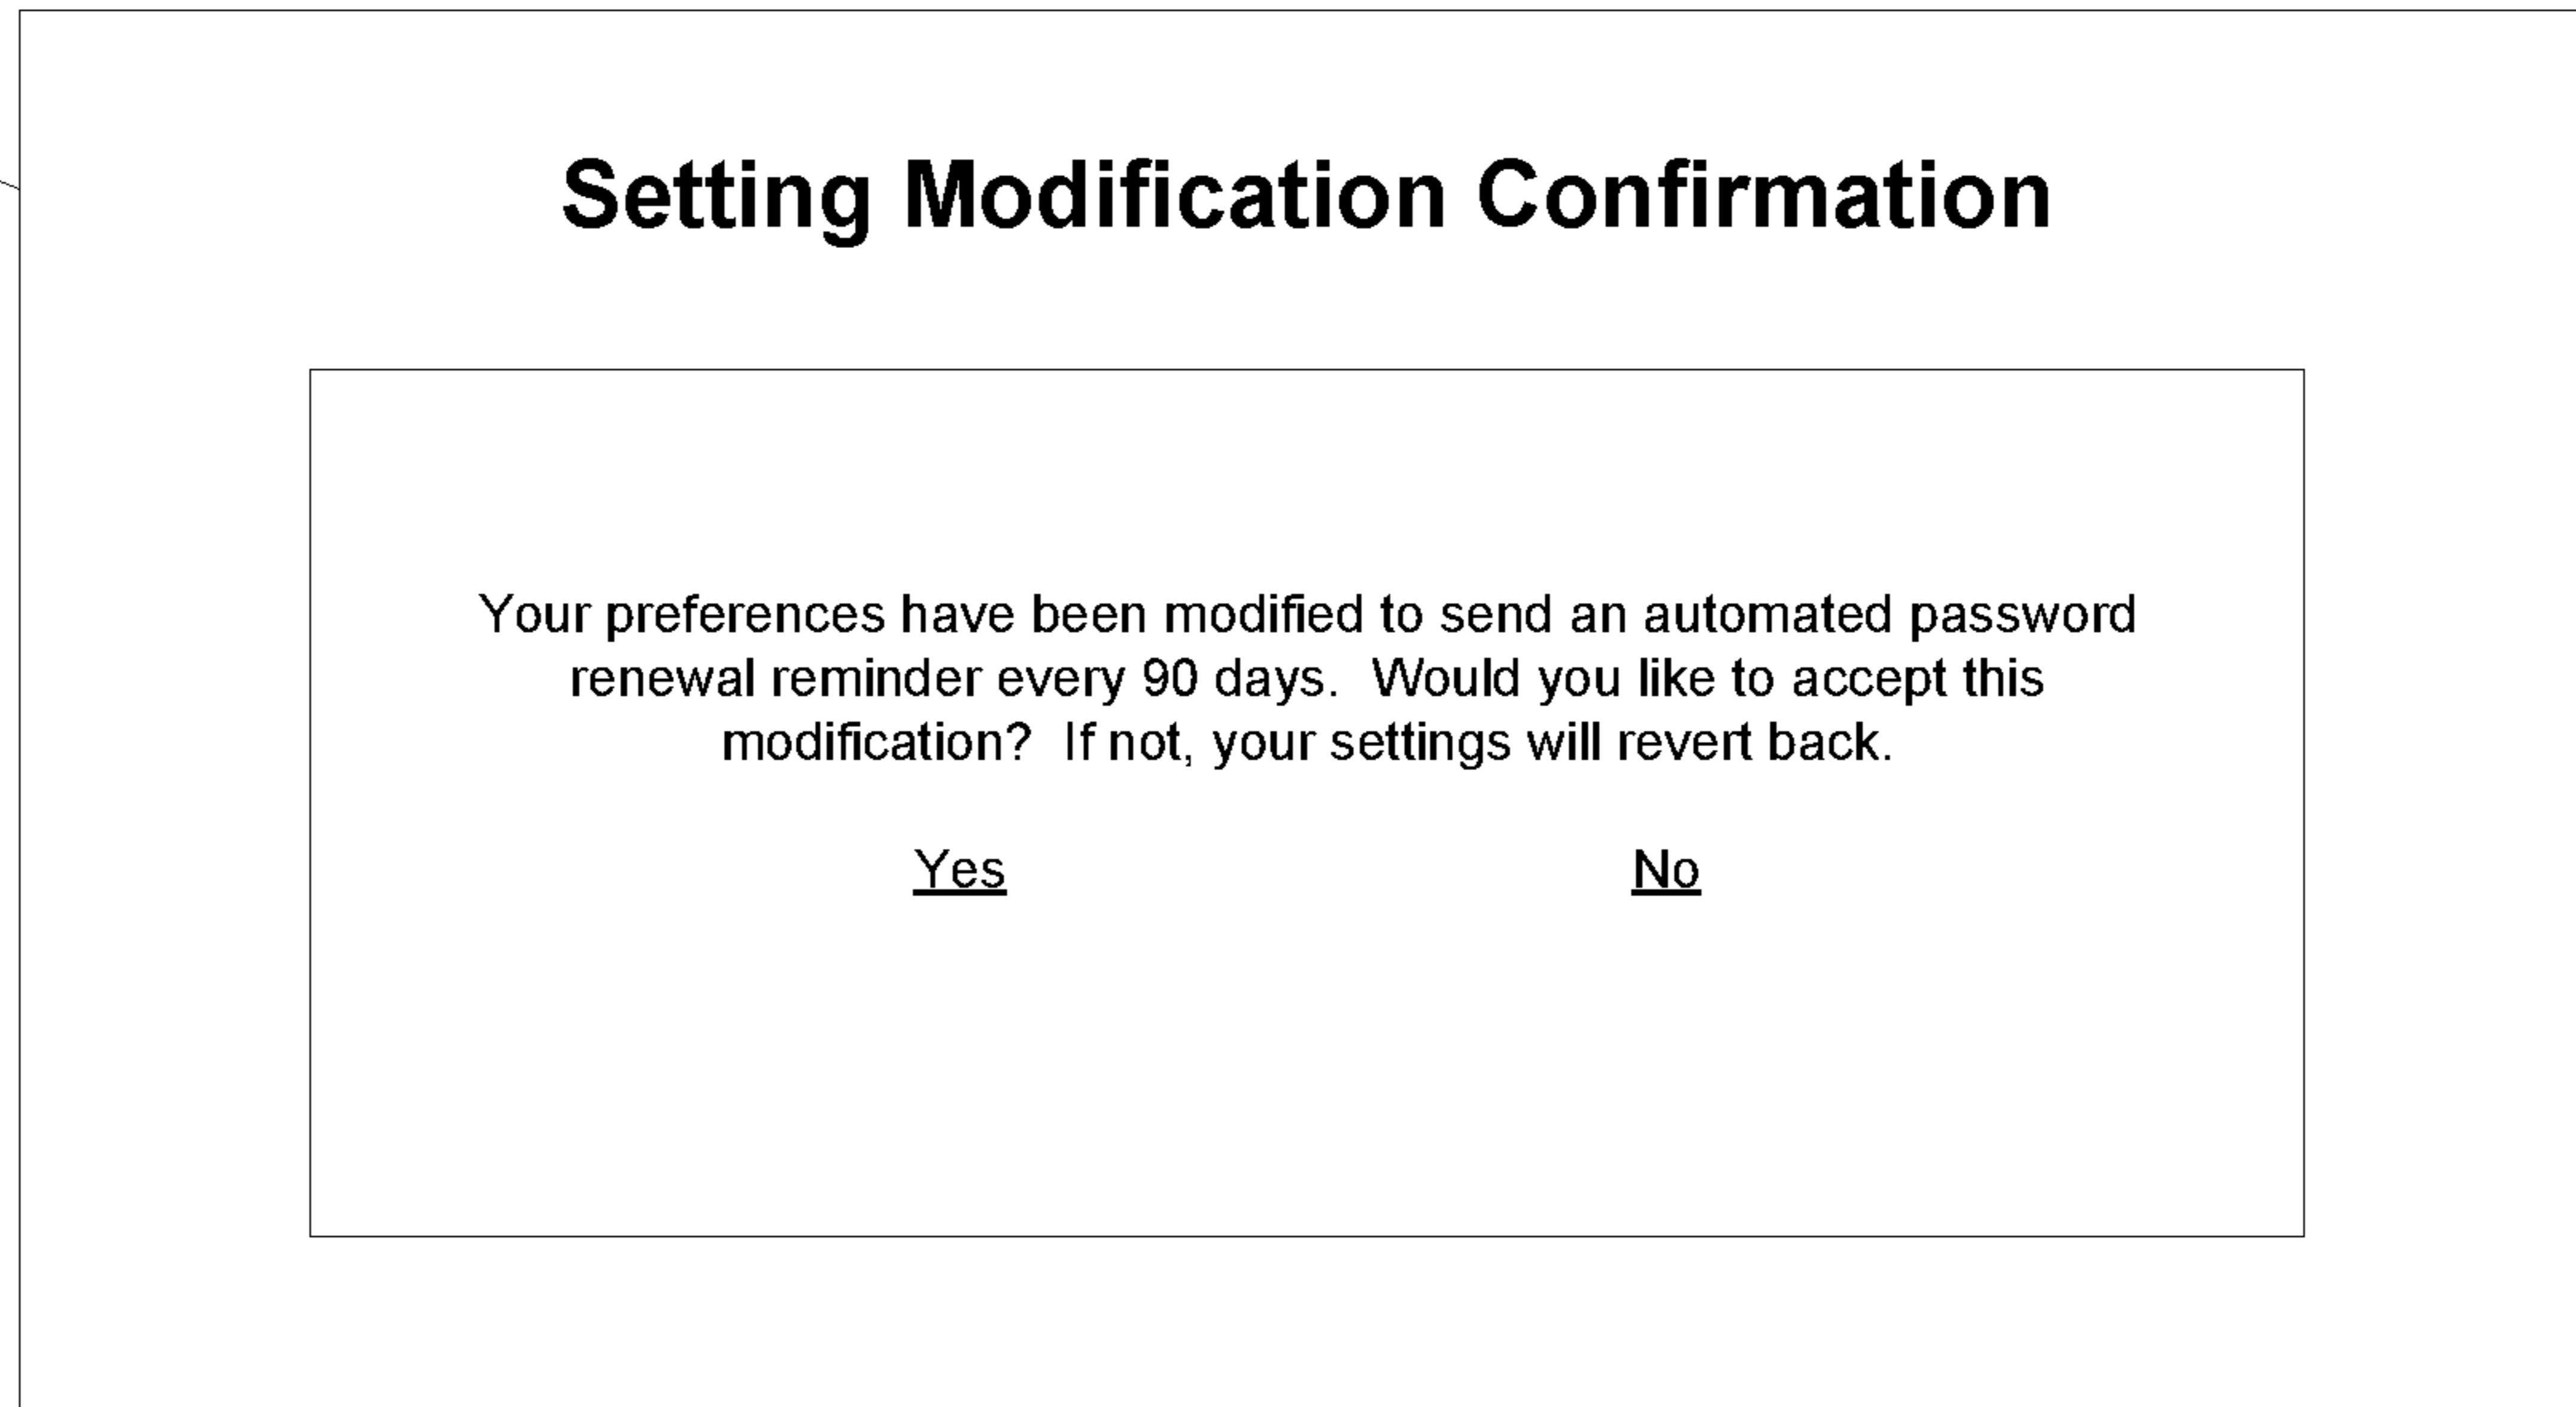 Setting Modification Confirmation
Your preferences have been modified to send an automated password
renewal reminder every 90 days.  Would you like to accept this
modification?  If not, your settings will revert back.
Yes No